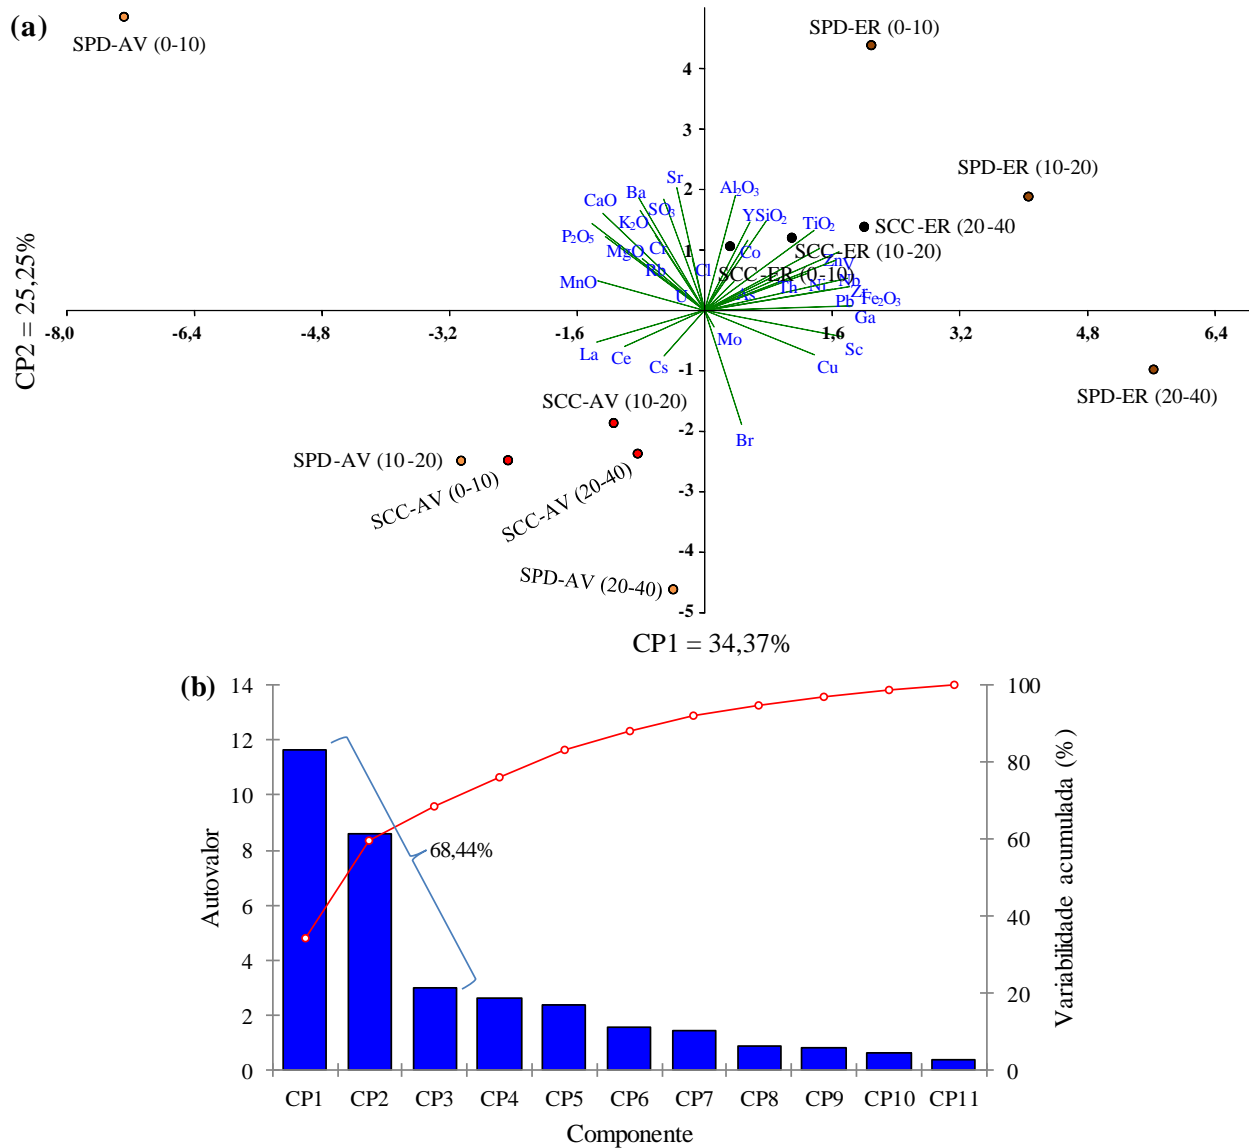 (a)
SPD-AV (0-10)
SPD-ER (0-10)
SPD-ER (10-20)
SCC-ER (20-40
SCC-ER (10-20)
SCC-ER (0-10)
SPD-ER (20-40)
SCC-AV (10-20)
SPD-AV (10-20)
SCC-AV (0-10)
SCC-AV (20-40)
SPD-AV (20-40)
4
3
2
1
-1
-2
-3
-4
-5
-8,0
-6,4
-4,8
-3,2
-1,6
1,6
3,2
4,8
6,4
Sr
Ba
CaO
SO₃
K₂O
P₂O₅
MgO
Cr
Rb
MnO
U
Cl
Al₂O₃
Y
SiO₂
TiO₂
Co
Zn
V
Nb
Th
Ni
As
Zr
Pb
Fe₂O₃
Ga
Sc
Mo
Cu
Br
La
Ce
Cs
CP2 = 25,25%
CP1 = 34,37%
(b)
14
12
10
8
6
4
2
0
Autovalor
68,44%
100
80
60
40
20
0
Variabilidade acumulada (%)
CP1 CP2 CP3 CP4 CP5 CP6 CP7 CP8 CP9 CP10 CP11
Componente